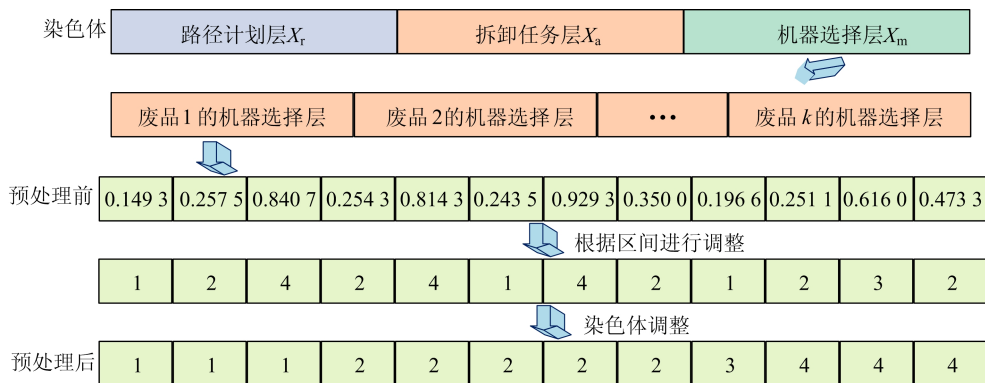 染色体 路径计划层Xr 拆卸任务层Xa 机器选择层Xm
废品1的机器选择层 废品2的机器选择层 ••• 废品k的机器选择层
预处理前 0.149 3 0.257 5 0.840 7 0.254 3 0.814 3 0.243 5 0.929 3 0.350 0 0.196 6 0.251 1 0.616 0 0.473 3
根据区间进行调整
1 2 4 2 4 1 4 2 1 2 3 2
染色体调整
预处理后 1 1 1 2 2 2 2 2 3 4 4 4